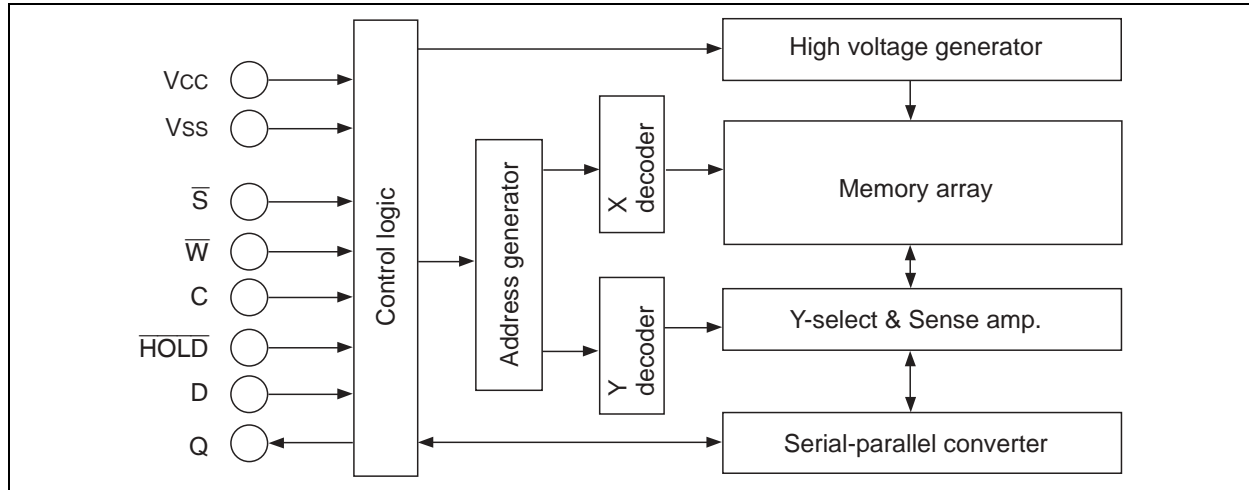 VCC
VSS
S̅
W̅
C
H̅O̅L̅D̅
D
Q
Control logic
Address generator
X
decoder
Y
decoder
High voltage generator
Memory array
Y-select & Sense amp.
Serial-parallel converter